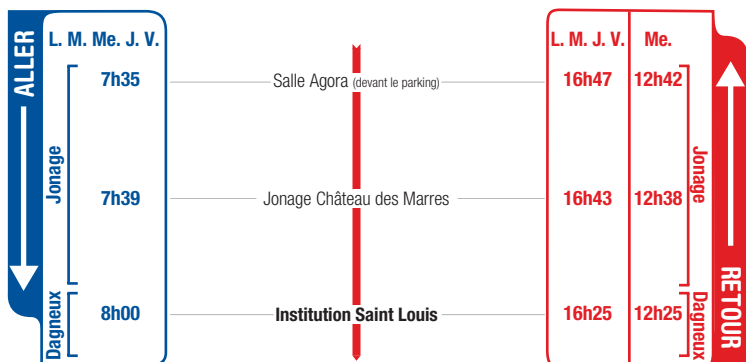 ALLER
L. M. Me. J. V.
L. M. J. V.
Me.
RETOUR
Jonage
7h35
Salle Agora (devant le parking)
16h47
12h42
Jonage
7h39
Jonage Château des Marres
16h43
12h38
Dagneux
8h00
Institution Saint Louis
16h25
12h25
Dagneux